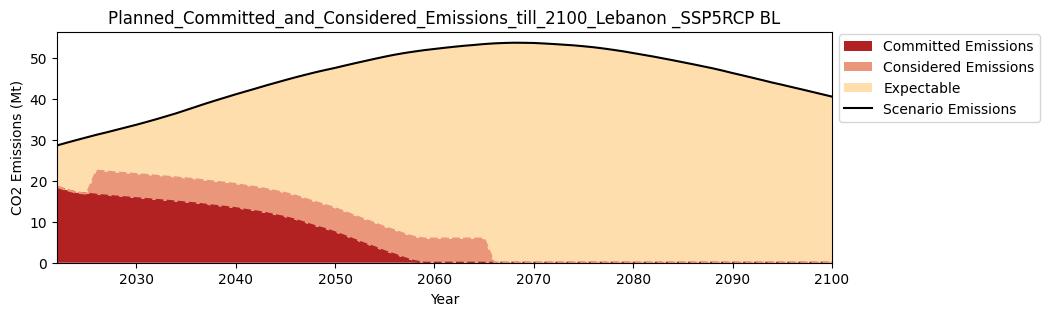 Planned_Committed_and_Considered_Emissions_till_2100_Lebanon _SSP5RCP BL
Committed Emissions
Considered Emissions
Expectable
Scenario Emissions
CO2 Emissions (Mt)
50
40
30
20
10
0
2030 2040 2050 2060 2070 2080 2090 2100
Year